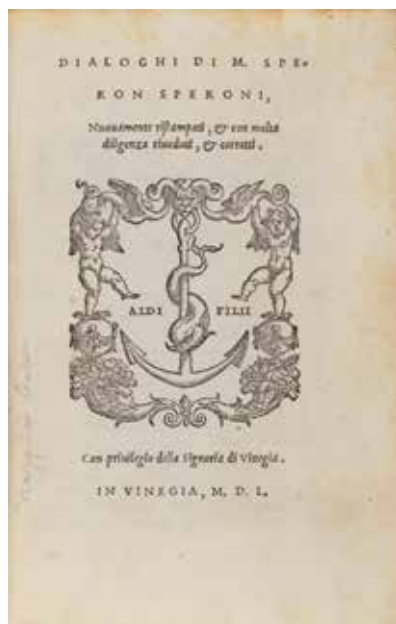 DIALOGHI DI M. SPE-
RON SPERONI,
Nuouamente ristampati, & con molta
diligenza riueduti, & corretti.
ALDI FILII
Con priuilegio della Signoria di Vinegia.
IN VINEGIA, M. D. L.